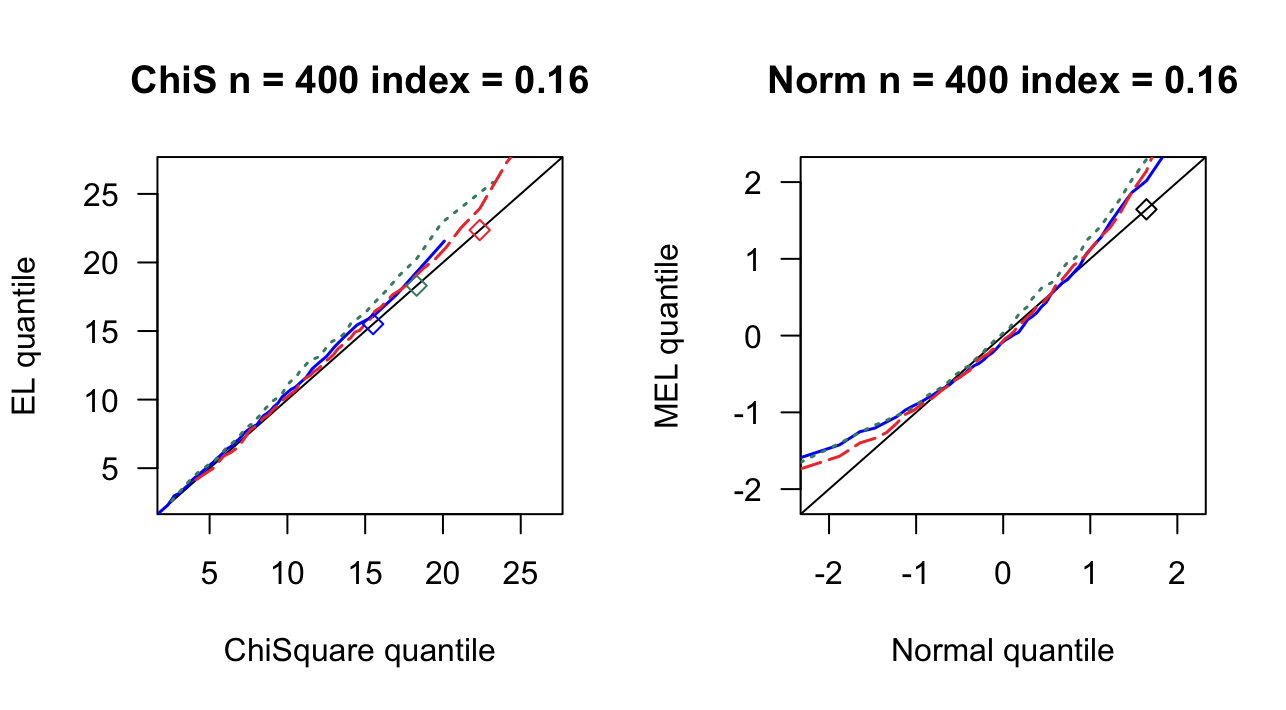 ChiS n = 400 index = 0.16
EL quantile
25
20
15
10
5
5 10 15 20 25
ChiSquare quantile
Norm n = 400 index = 0.16
MEL quantile
2
1
0
-1
-2
-2 -1 0 1 2
Normal quantile